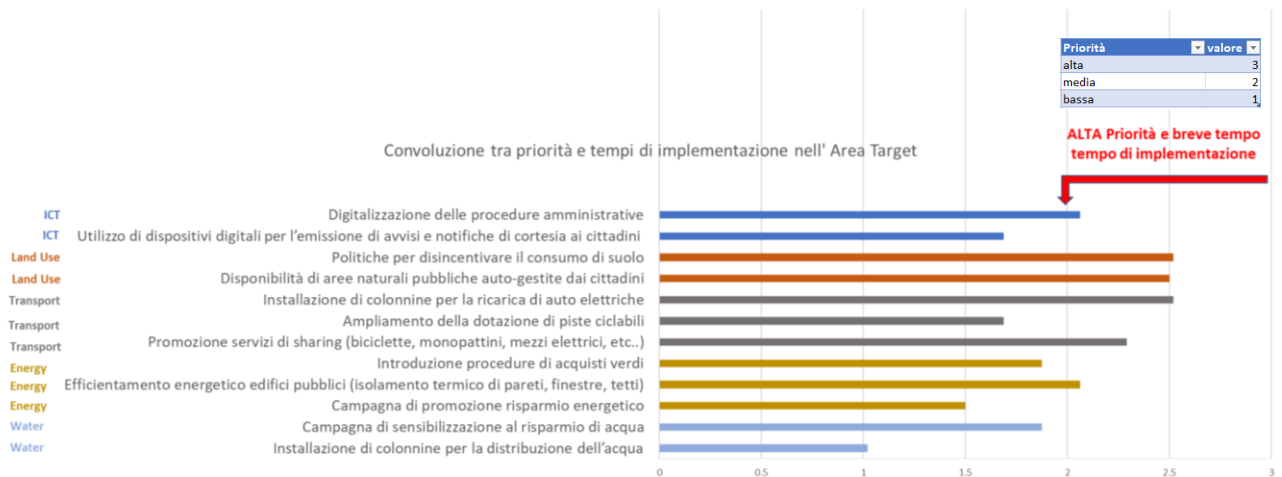 Priorità valore
alta 3
media 2
bassa 1
ALTA Priorità e breve tempo
tempo di implementazione
Convoluzione tra priorità e tempi di implementazione nell' Area Target
ICT Digitalizzazione delle procedure amministrative
ICT Utilizzo di dispositivi digitali per l'emissione di avvisi e notifiche di cortesia ai cittadini
Land Use Politiche per disincentivare il consumo di suolo
Land Use Disponibilità di aree naturali pubbliche auto-gestite dai cittadini
Transport Installazione di colonnine per la ricarica di auto elettriche
Transport Ampliamento della dotazione di piste ciclabili
Transport Promozione servizi di sharing (biciclette, monopattini, mezzi elettrici, etc..)
Energy Introduzione procedure di acquisti verdi
Energy Efficientamento energetico edifici pubblici (isolamento termico di pareti, finestre, tetti)
Energy Campagna di promozione risparmio energetico
Water Campagna di sensibilizzazione al risparmio di acqua
Water Installazione di colonnine per la distribuzione dell'acqua
0 0.5 1 1.5 2 2.5 3